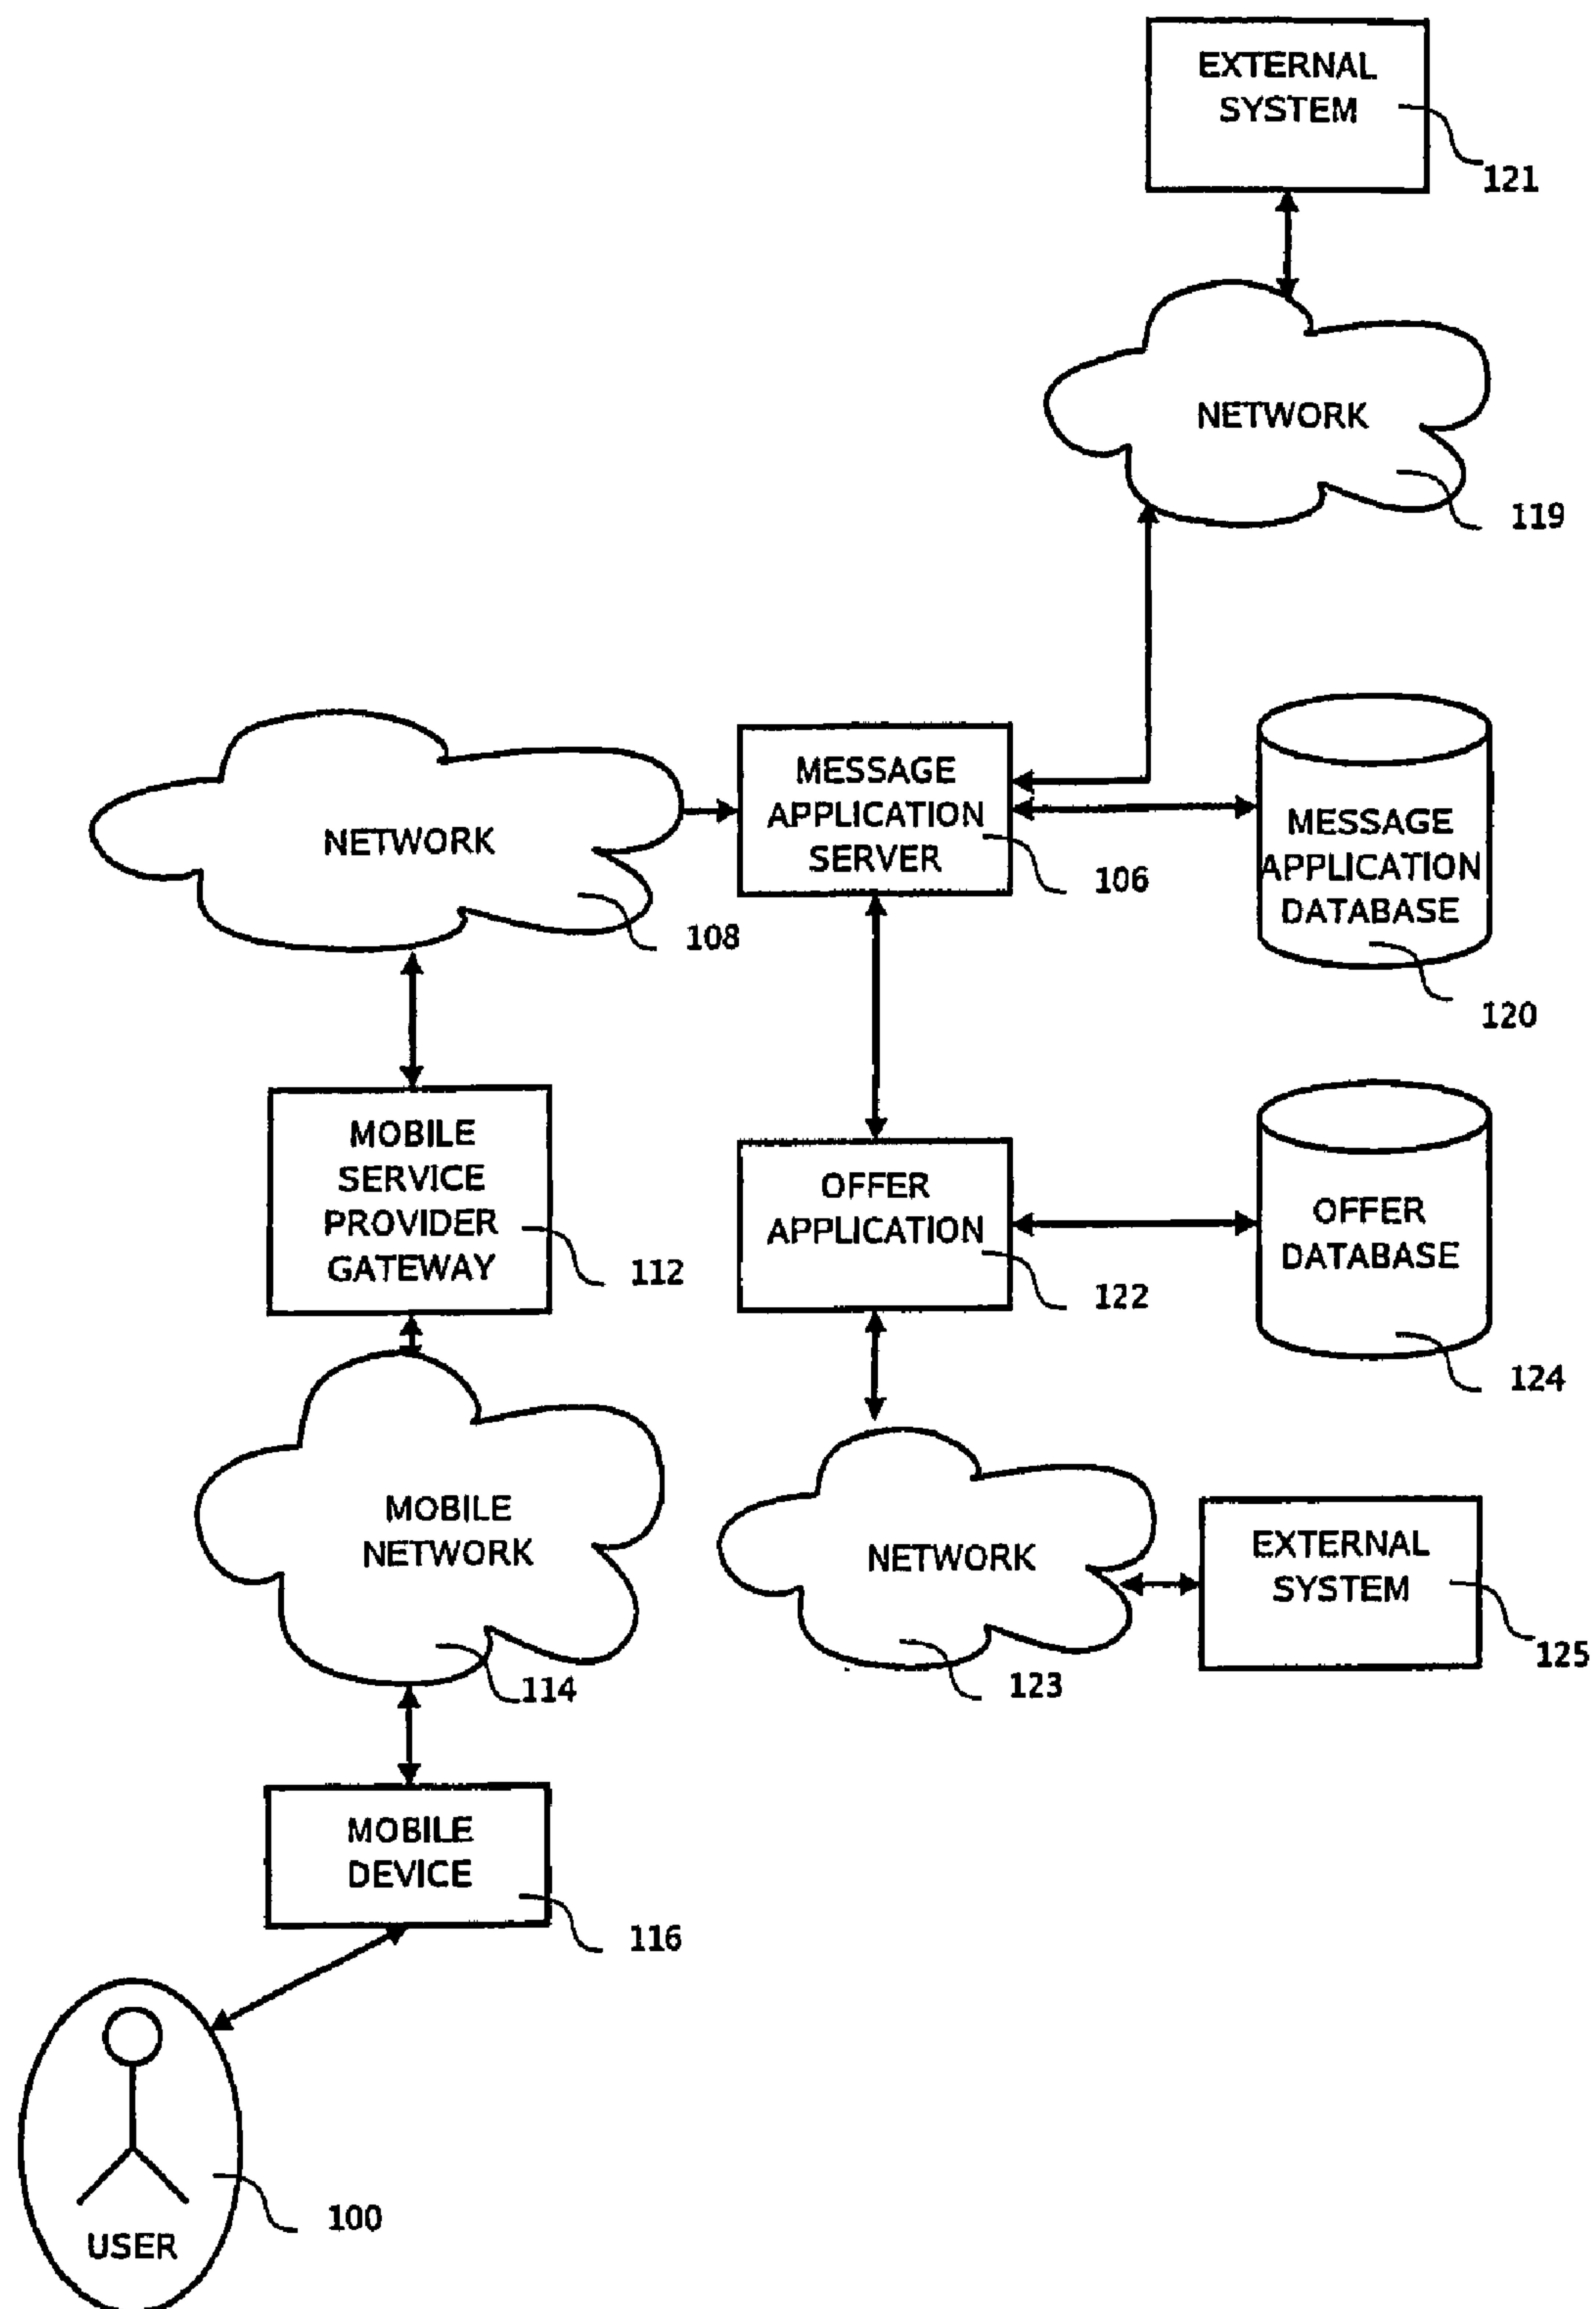 EXTERNAL
SYSTEM
121
NETWORK
119
NETWORK
108
MESSAGE
APPLICATION
SERVER
106
MESSAGE
APPLICATION
DATABASE
120
MOBILE
SERVICE
PROVIDER
GATEWAY
112
OFFER
APPLICATION
122
OFFER
DATABASE
124
MOBILE
NETWORK
114
NETWORK
123
EXTERNAL
SYSTEM
125
MOBILE
DEVICE
116
USER
100